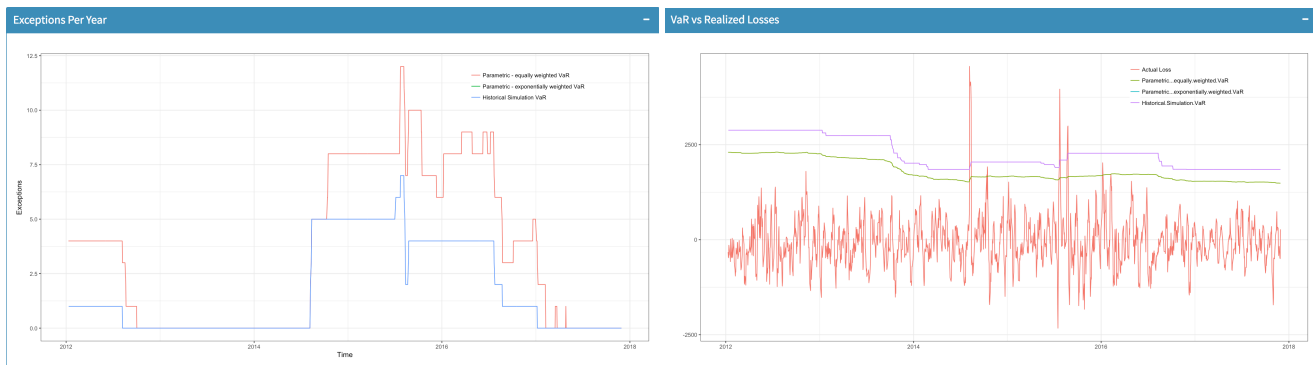 Exceptions Per Year
−
12.5
10.0
7.5
5.0
2.5
0.0
Exceptions
Parametric - equally weighted VaR
Parametric - exponentially weighted VaR
Historical Simulation VaR
2012
2014
2016
2018
Time
VaR vs Realized Losses
−
2500
0
-2500
Actual Loss
Parametric...equally.weighted.VaR
Parametric...exponentially.weighted.VaR
Historical.Simulation.VaR
2012
2014
2016
2018